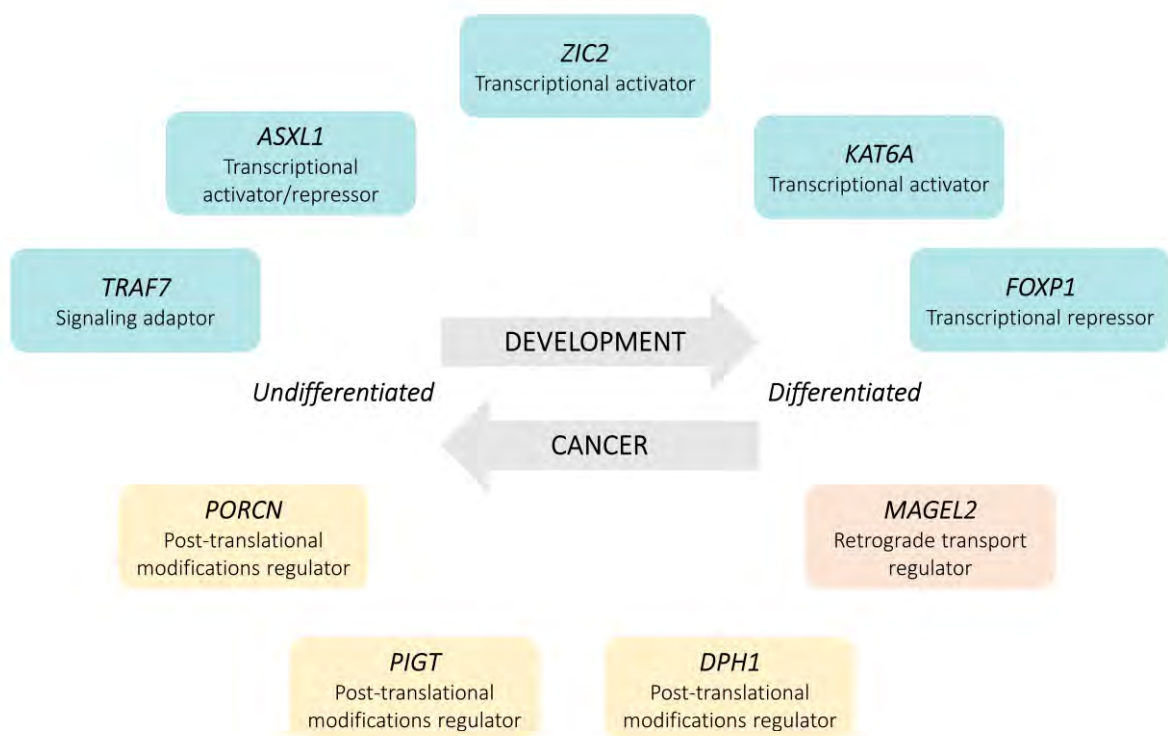 ZIC2
Transcriptional activator
ASXL1
Transcriptional
activator/repressor
KAT6A
Transcriptional activator
TRAF7
Signaling adaptor
FOXP1
Transcriptional repressor
DEVELOPMENT
Undifferentiated
Differentiated
CANCER
PORCN
Post-translational
modifications regulator
MAGEL2
Retrograde transport
regulator
PIGT
Post-translational
modifications regulator
DPH1
Post-translational
modifications regulator